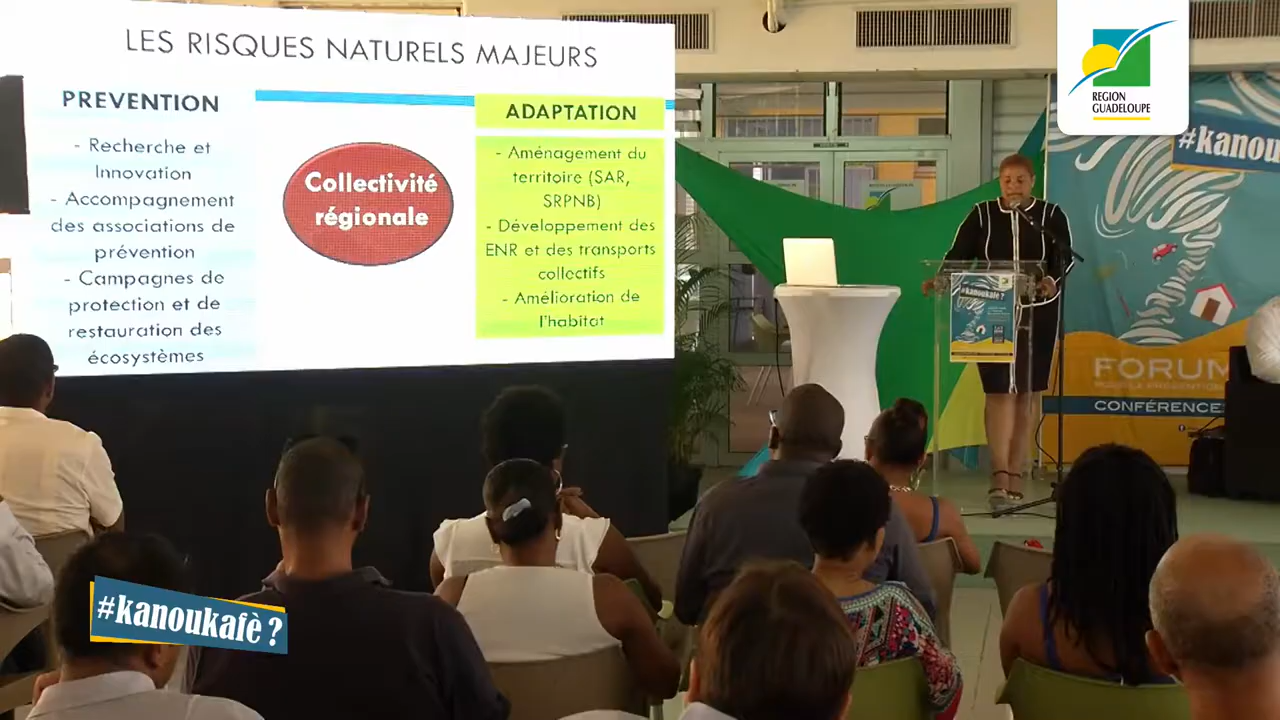 LES RISQUES NATURELS MAJEURS
PREVENTION
- Recherche et
Innovation
- Accompagnement
des associations de
prévention
- Campagnes de
protection et de
restauration des
écosystèmes
Collectivité
régionale
ADAPTATION
- Aménagement du
territoire (SAR,
SRPNB)
- Développement des
ENR et des transports
collectifs
- Amélioration de
l'habitat
REGION
GUADELOUPE
#kanou
#kanoukafè ?
FORUM
CONFÉRENCE
#kanoukafè ?